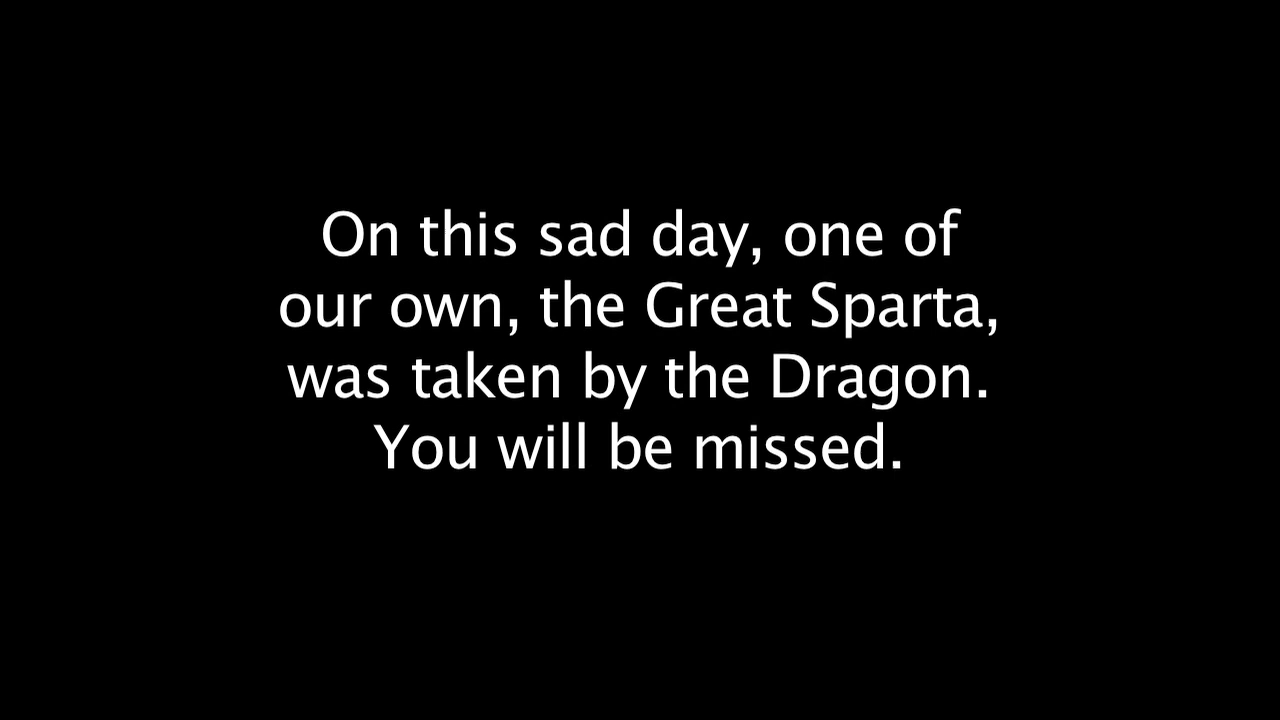 On this sad day, one of
our own, the Great Sparta,
was taken by the Dragon.
You will be missed.